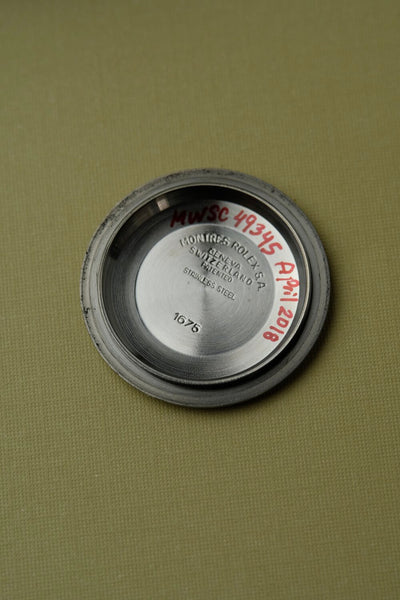 MWSC 49345 April 2018
MONTRES ROLEX S.A.
GENEVA
SWITZERLAND
PATENTED
STAINLESS STEEL
1675